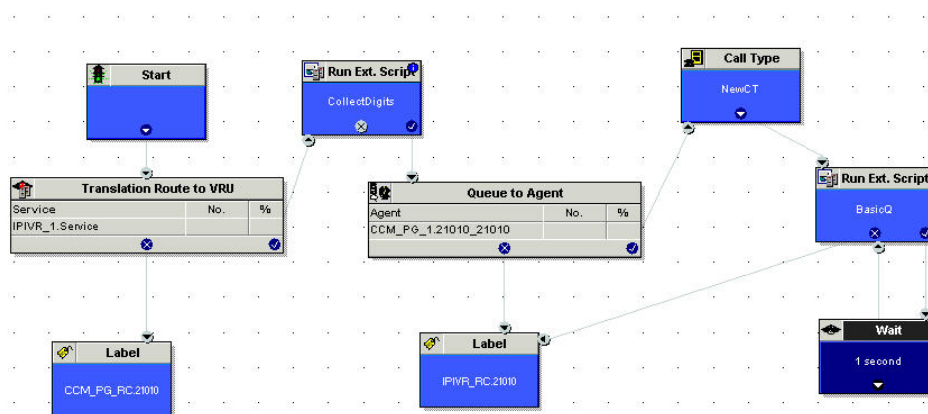 Start
Translation Route to VRU
Service No. %
IPIVR_1.Service
Label
CCM_PG_RC.21010
Run Ext. Script
CollectDigits
Queue to Agent
Agent No. %
CCM_PG_1.21010_21010
Label
IPIVR_RC.21010
Call Type
NewCT
Run Ext. Script
BasicQ
Wait
1 second